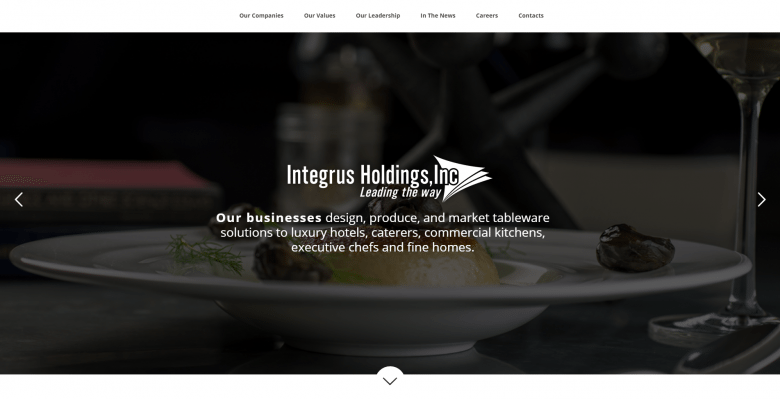 Our Companies Our Values Our Leadership In The News Careers Contacts
Integrus Holdings,Inc
Leading the way
Our businesses design, produce, and market tableware
solutions to luxury hotels, caterers, commercial kitchens,
executive chefs and fine homes.